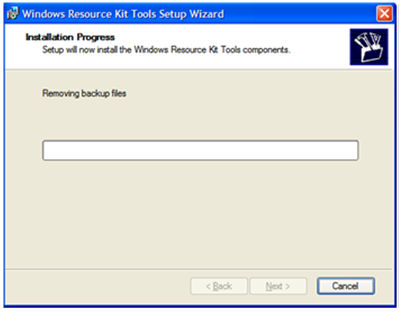 Windows Resource Kit Tools Setup Wizard
Installation Progress
Setup will now install the Windows Resource Kit Tools components.
Removing backup files
< Back Next > Cancel